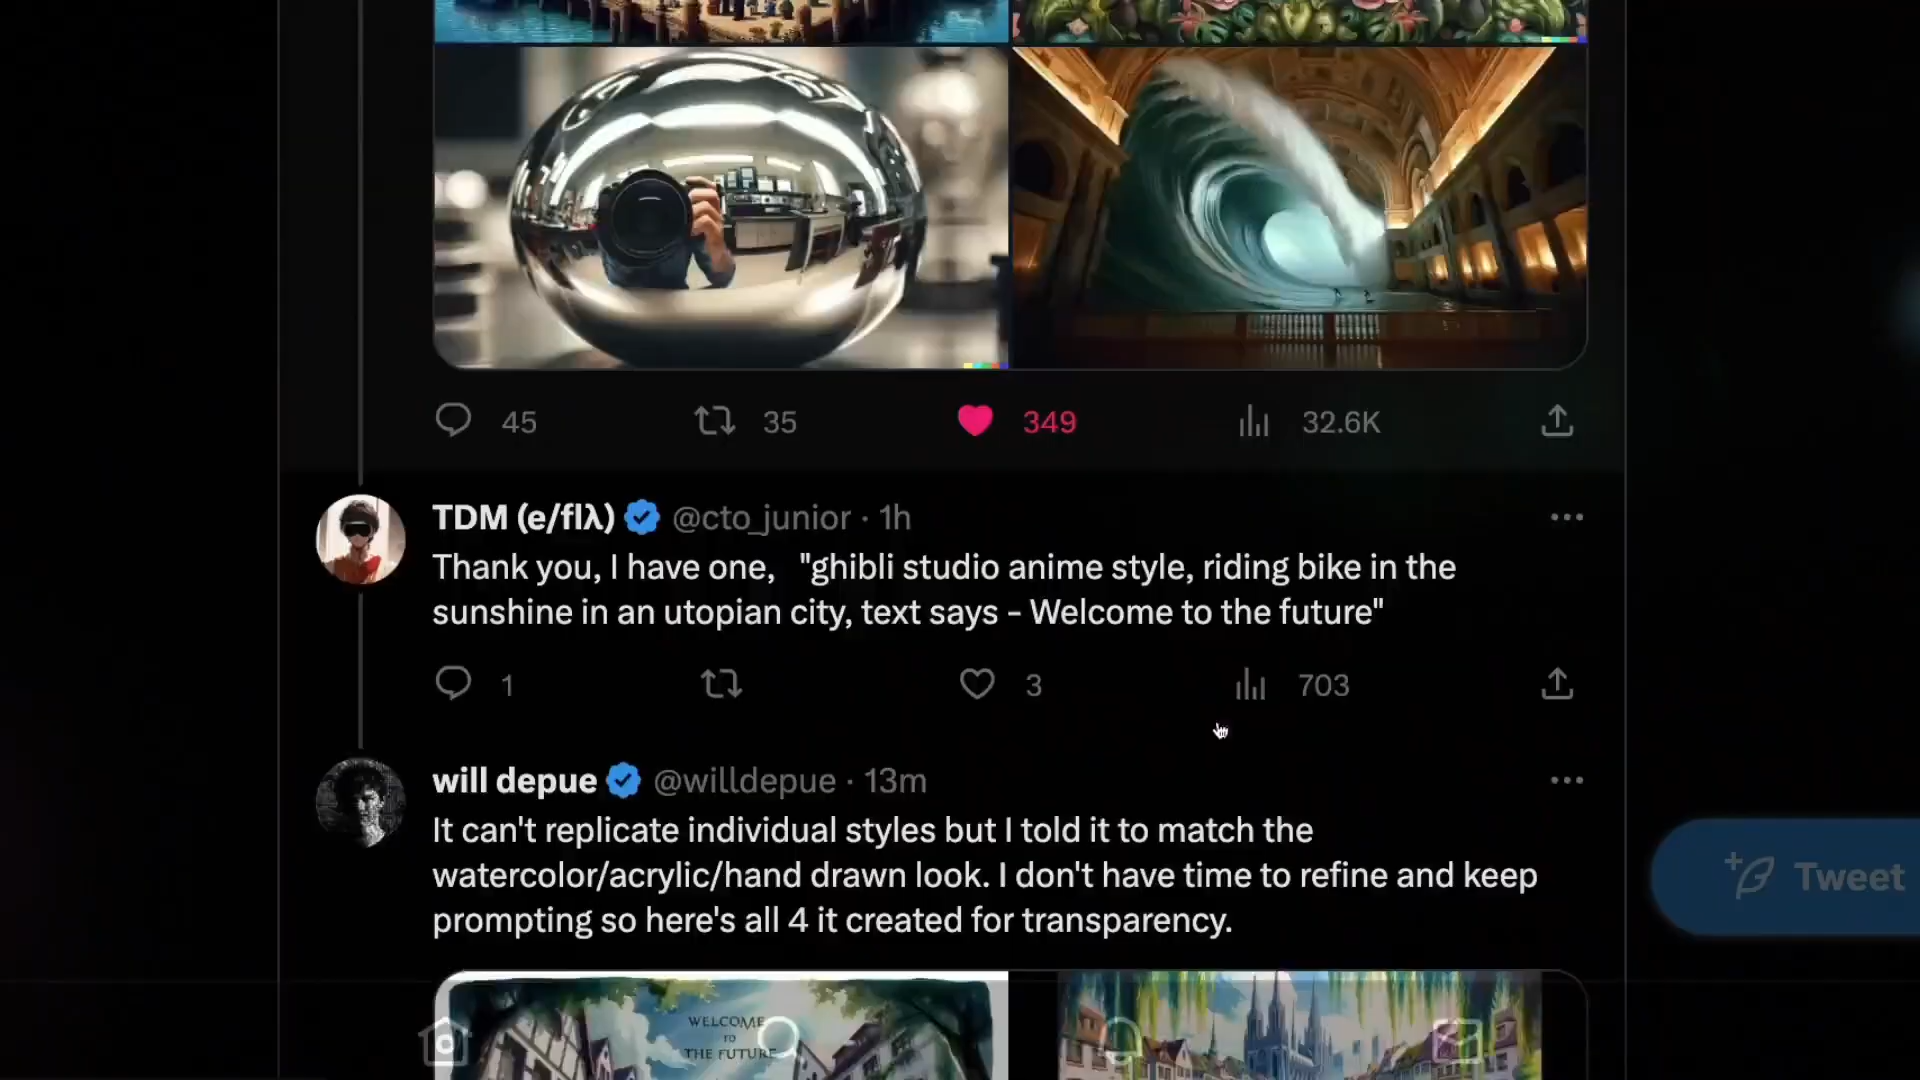 45 35 349 32.6K
TDM (e/flλ) @cto_junior · 1h
Thank you, I have one, "ghibli studio anime style, riding bike in the
sunshine in an utopian city, text says - Welcome to the future"
1 3 703
will depue @willdepue · 13m
It can't replicate individual styles but I told it to match the
watercolor/acrylic/hand drawn look. I don't have time to refine and keep
prompting so here's all 4 it created for transparency.
Tweet
WELCOME
TO
THE FUTURE